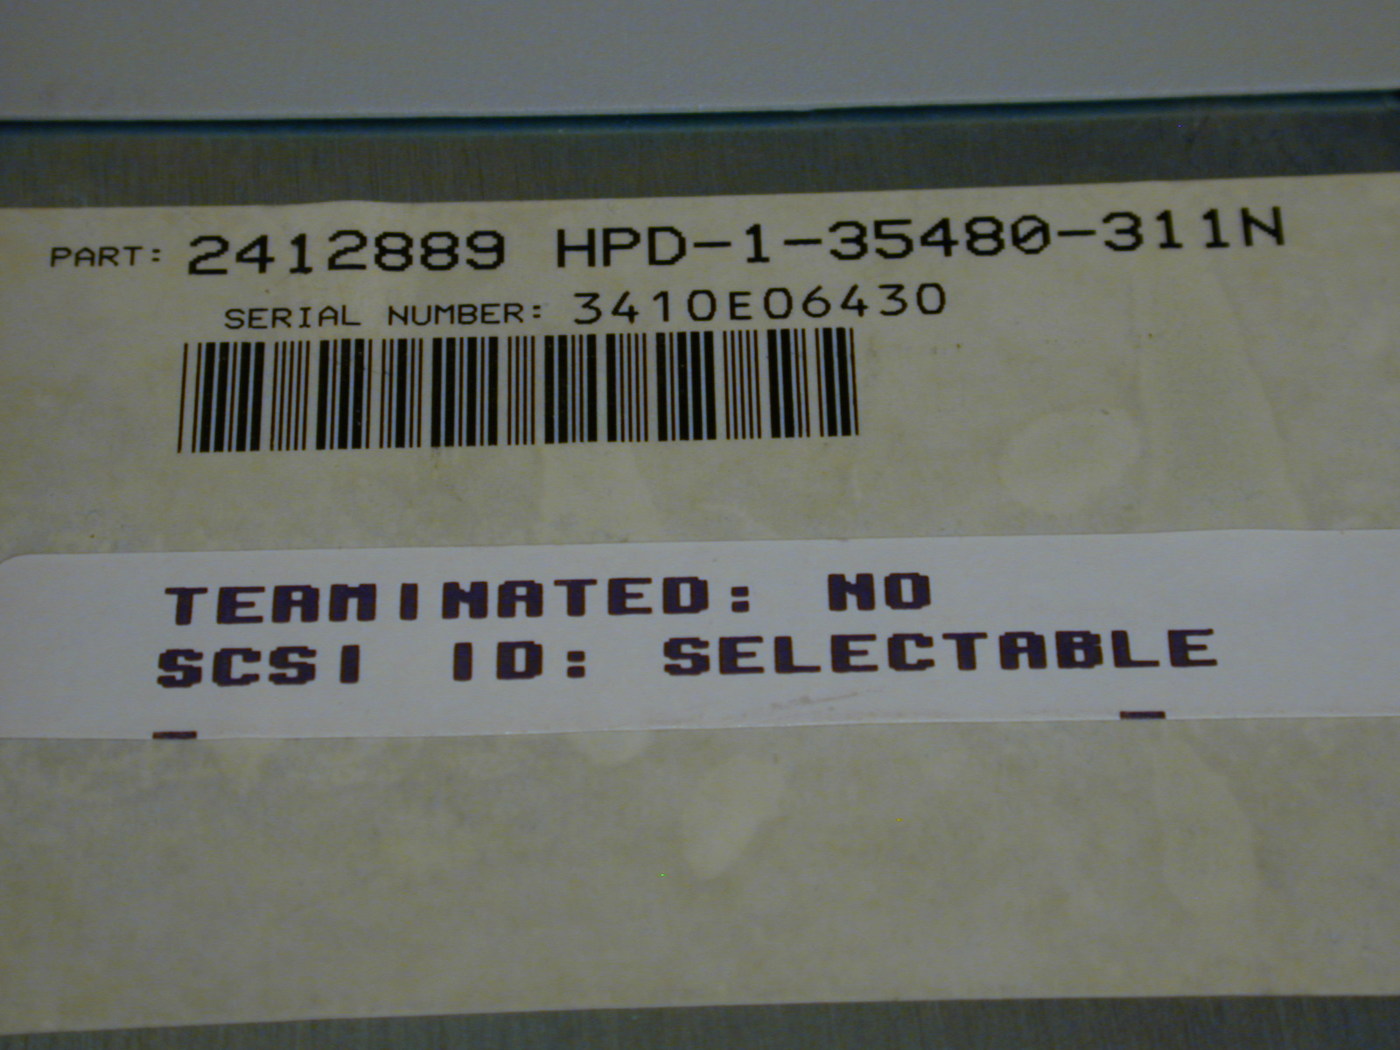 PART: 2412889 HPD-1-35480-311N
SERIAL NUMBER: 3410E06430
TERMINATED: NO
SCSI ID: SELECTABLE